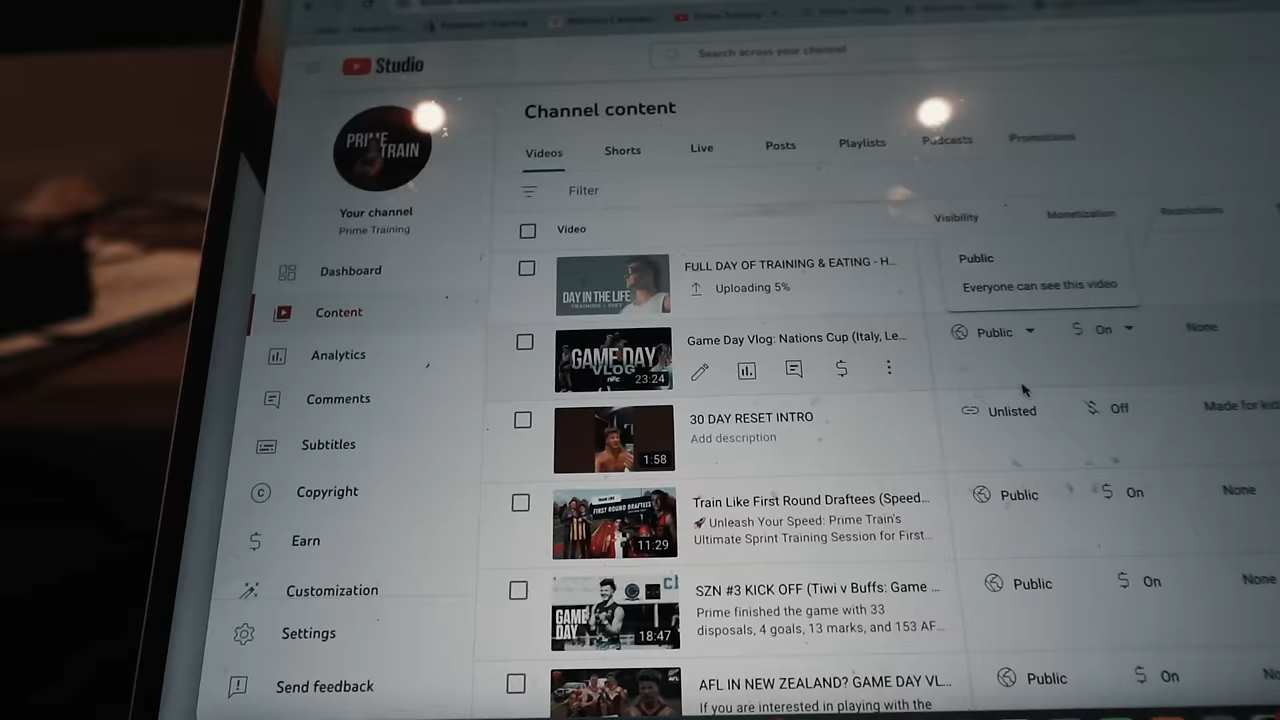 Studio
Search across your channel
PRIME
TRAIN
Your channel
Prime Training
Dashboard
Content
Analytics
Comments
Subtitles
Copyright
Earn
Customization
Settings
Send feedback
Channel content
Videos Shorts Live Posts Playlists Podcasts Promotions
Filter
Video Visibility Monetization Restrictions
DAY IN THE LIFE
TRAINING + DIET
FULL DAY OF TRAINING & EATING - H...
Uploading 5%
Public
Everyone can see this video
GAME DAY
VLOG
23:24
Game Day Vlog: Nations Cup (Italy, Le...
Public On None
1:58
30 DAY RESET INTRO
Add description
Unlisted Off Made for kids
TRAIN LIKE
FIRST ROUND DRAFTEES
11:29
Train Like First Round Draftees (Speed...
🚀 Unleash Your Speed: Prime Train's
Ultimate Sprint Training Session for First...
Public On None
GAME
DAY
18:47
SZN #3 KICK OFF (Tiwi v Buffs: Game ...
Prime finished the game with 33
disposals, 4 goals, 13 marks, and 153 AF...
Public On None
AFL IN NEW ZEALAND? GAME DAY VL...
If you are interested in playing with the
Public On